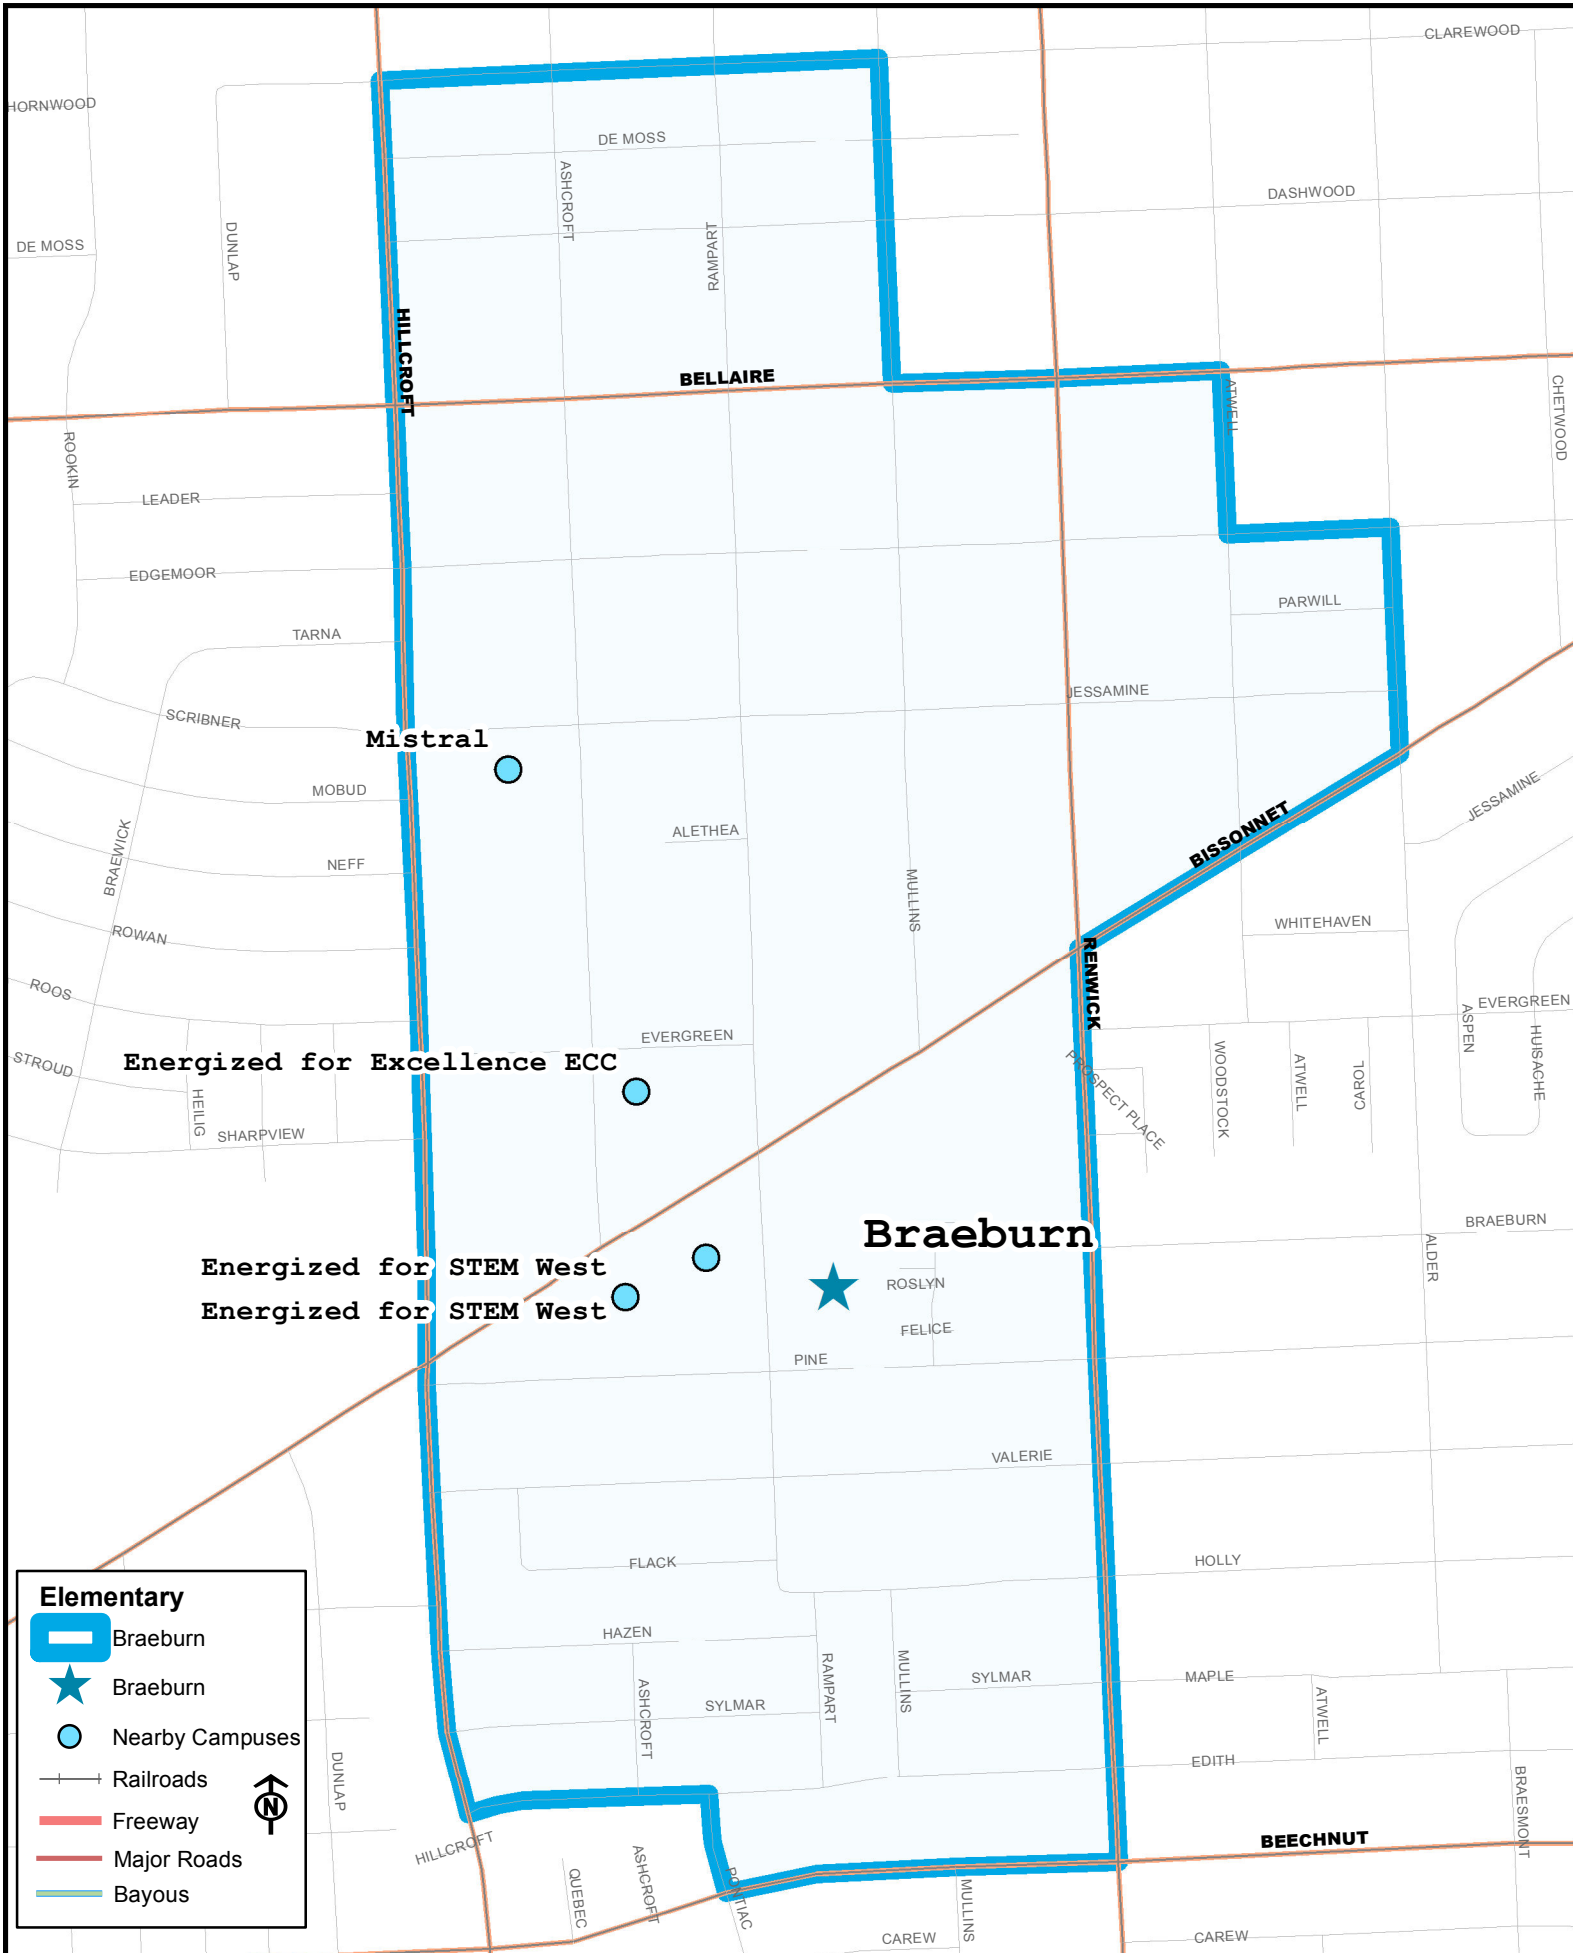 CLAREWOOD
HORNWOOD
DE MOSS
ASHCROFT
DASHWOOD
DUNLAP
RAMPART
DE MOSS
HILLCROFT
BELLAIRE
ATWELL
CHETWOOD
ROOKIN
LEADER
EDGEMOOR
PARWILL
TARNA
JESSAMINE
SCRIBNER
Mistral
MOBUD
JESSAMINE
BISSONNET
ALETHEA
BRAEWICK
NEFF
MULLINS
WHITEHAVEN
ROWAN
RENWICK
ROOS
EVERGREEN
EVERGREEN
ASPEN
HUISACHE
STROUD
Energized for Excellence ECC
PROSPECT PLACE
WOODSTOCK
ATWELL
CAROL
HEILIG
SHARPVIEW
Braeburn
BRAEBURN
ALDER
Energized for STEM West
ROSLYN
Energized for STEM West
FELICE
PINE
VALERIE
FLACK
HOLLY
Elementary
Braeburn
Braeburn
Nearby Campuses
Railroads
Freeway
Major Roads
Bayous
N
HAZEN
RAMPART
MULLINS
SYLMAR
MAPLE
ASHCROFT
SYLMAR
ATWELL
DUNLAP
EDITH
BRAESMONT
HILLCROFT
BEECHNUT
QUEBEC
ASHCROFT
PONTIAC
MULLINS
CAREW
CAREW